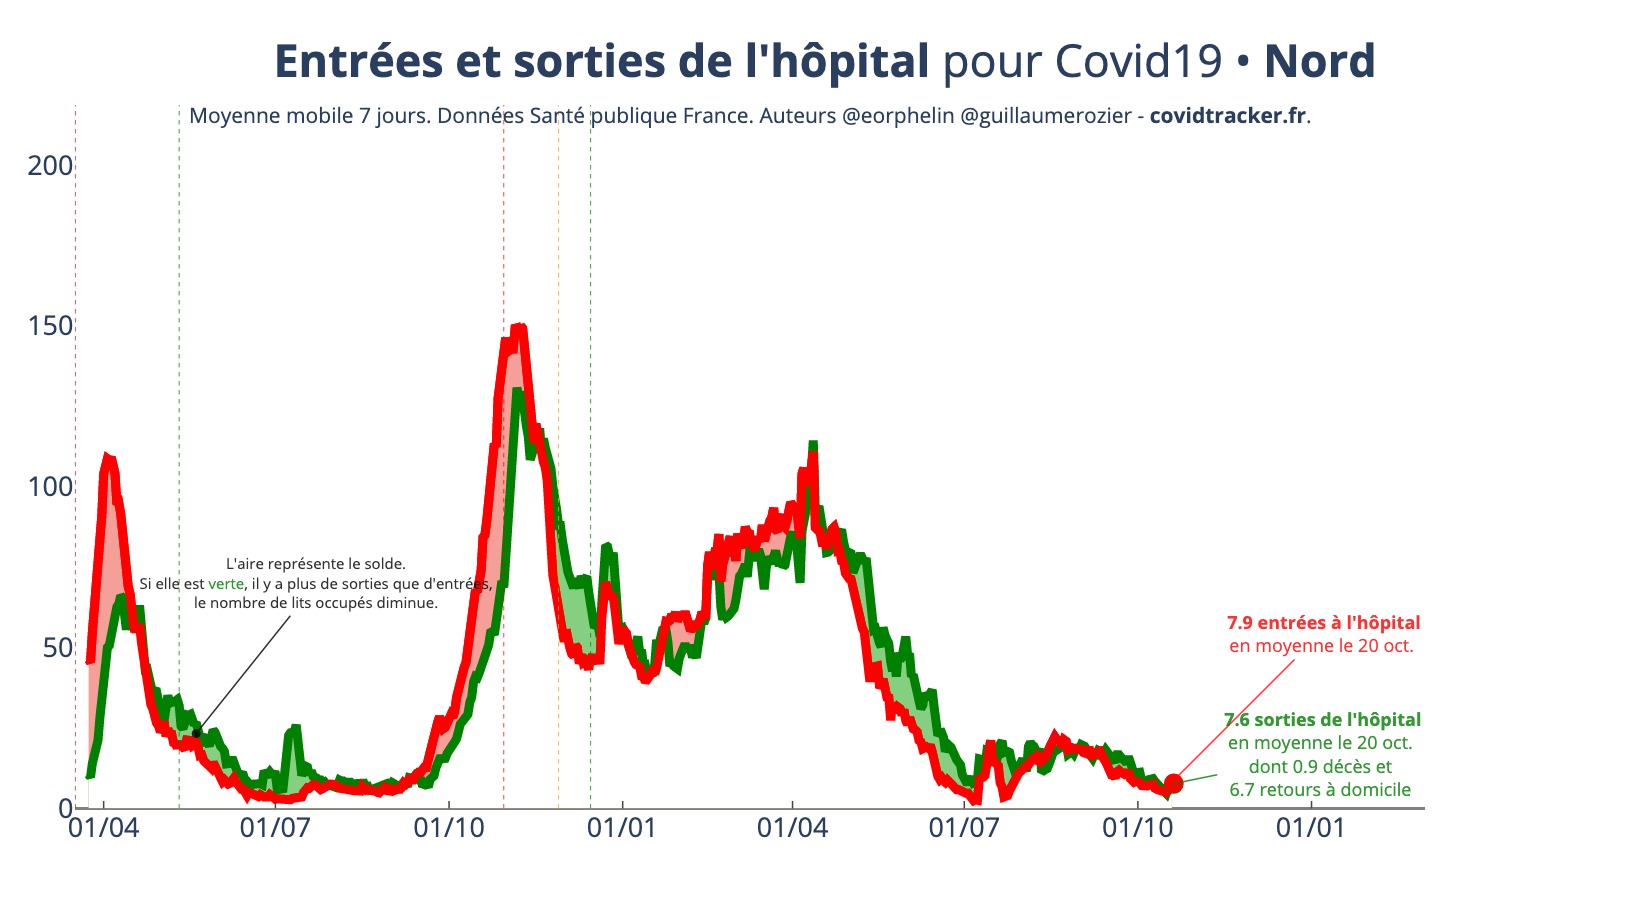 Entrées et sorties de l'hôpital pour Covid19 • Nord
Moyenne mobile 7 jours. Données Santé publique France. Auteurs @eorphelin @guillaumerozier - covidtracker.fr.
200
150
100
50
0
L'aire représente le solde.
Si elle est verte, il y a plus de sorties que d'entrées,
le nombre de lits occupés diminue.
7.9 entrées à l'hôpital
en moyenne le 20 oct.
7.6 sorties de l'hôpital
en moyenne le 20 oct.
dont 0.9 décès et
6.7 retours à domicile
01/04 01/07 01/10 01/01 01/04 01/07 01/10 01/01